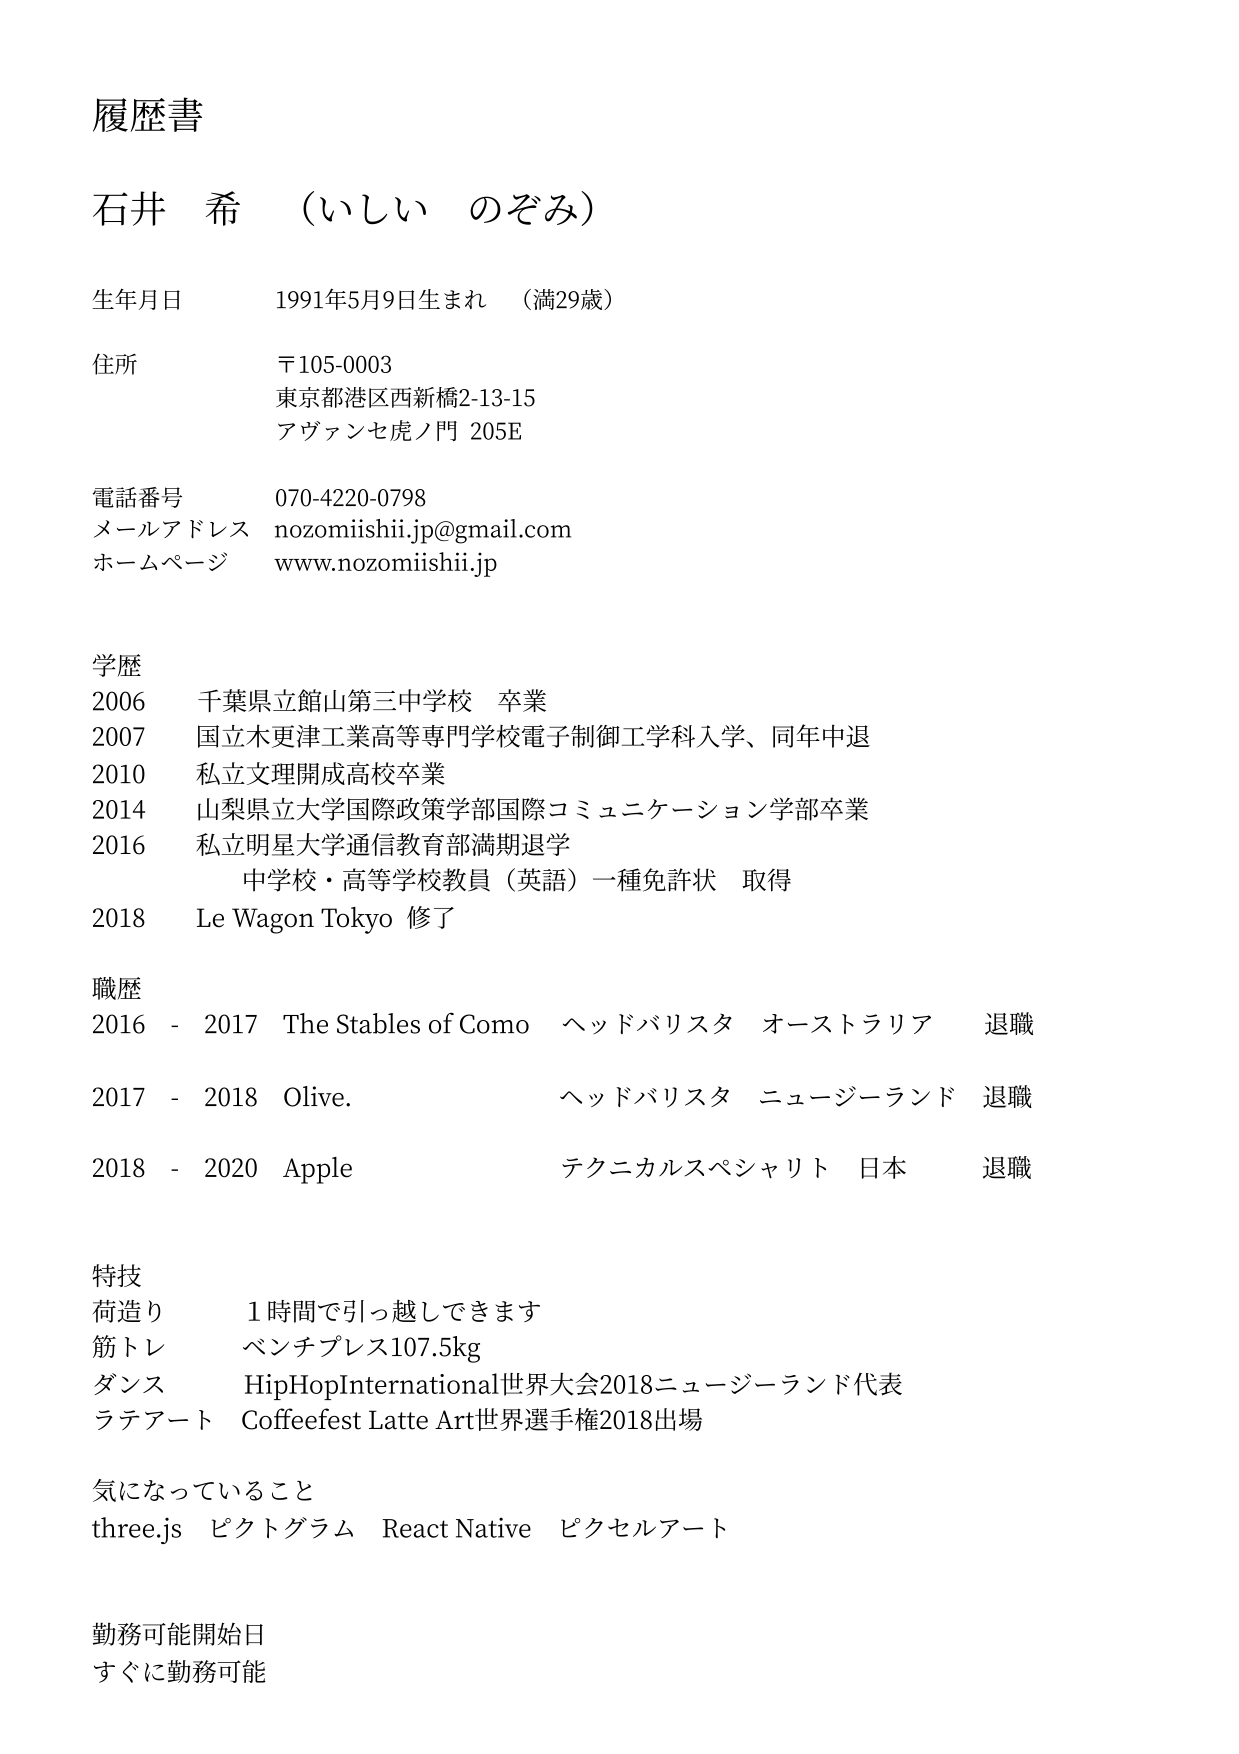 履歴書
石井　希　（いしい　のぞみ）
生年月日　1991年5月9日生まれ　（満29歳）
住所　〒105-0003
東京都港区西新橋2-13-15
アヴァンセ虎ノ門 205E
電話番号　070-4220-0798
メールアドレス　nozomiishii.jp@gmail.com
ホームページ　www.nozomiishii.jp
学歴
2006　千葉県立館山第三中学校　卒業
2007　国立木更津工業高等専門学校電子制御工学科入学、同年中退
2010　私立文理開成高校卒業
2014　山梨県立大学国際政策学部国際コミュニケーション学部卒業
2016　私立明星大学通信教育部満期退学
中学校・高等学校教員（英語）一種免許状　取得
2018　Le Wagon Tokyo 修了
職歴
2016 - 2017　The Stables of Como　ヘッドバリスタ　オーストラリア　退職
2017 - 2018　Olive.　ヘッドバリスタ　ニュージーランド　退職
2018 - 2020　Apple　テクニカルスペシャリト　日本　退職
特技
荷造り　１時間で引っ越しできます
筋トレ　ベンチプレス107.5kg
ダンス　HipHopInternational世界大会2018ニュージーランド代表
ラテアート　Coffeefest Latte Art世界選手権2018出場
気になっていること
three.js　ピクトグラム　React Native　ピクセルアート
勤務可能開始日
すぐに勤務可能